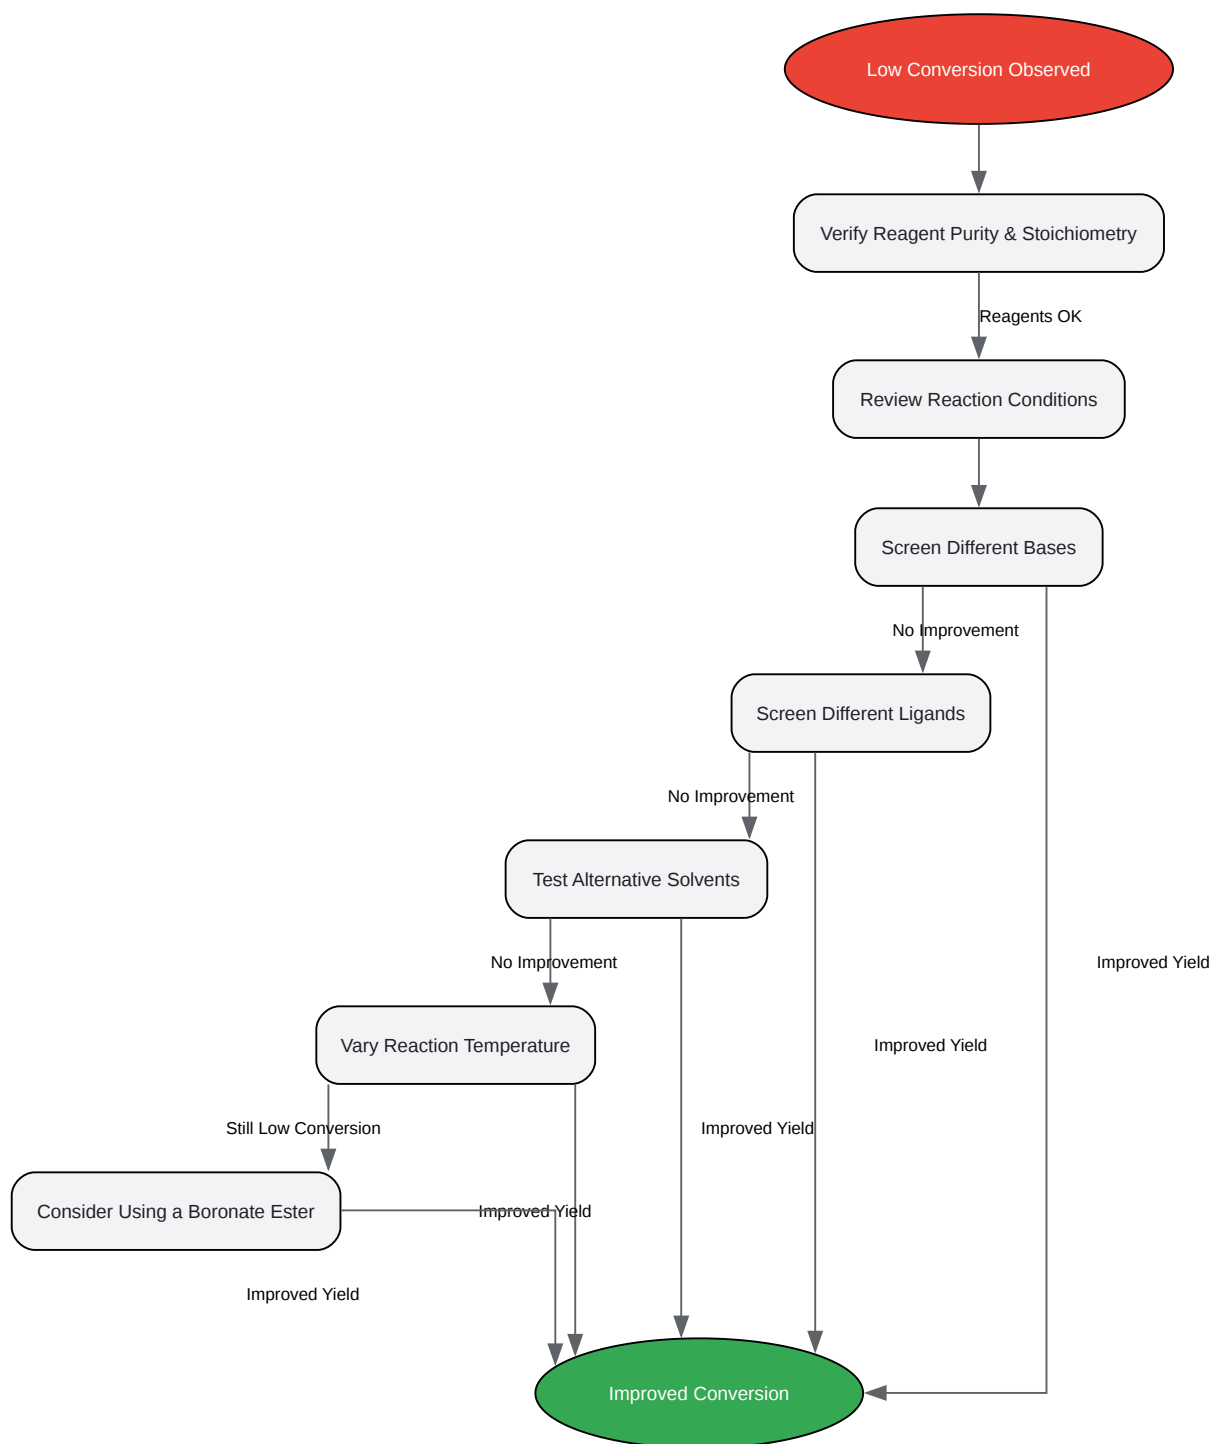 Low Conversion Observed
Verify Reagent Purity & Stoichiometry
Reagents OK
Review Reaction Conditions
Screen Different Bases
No Improvement
Screen Different Ligands
No Improvement
Test Alternative Solvents
No Improvement
Improved Yield
Vary Reaction Temperature
Improved Yield
Still Low Conversion
Improved Yield
Consider Using a Boronate Ester
Improved Yield
Improved Yield
Improved Conversion